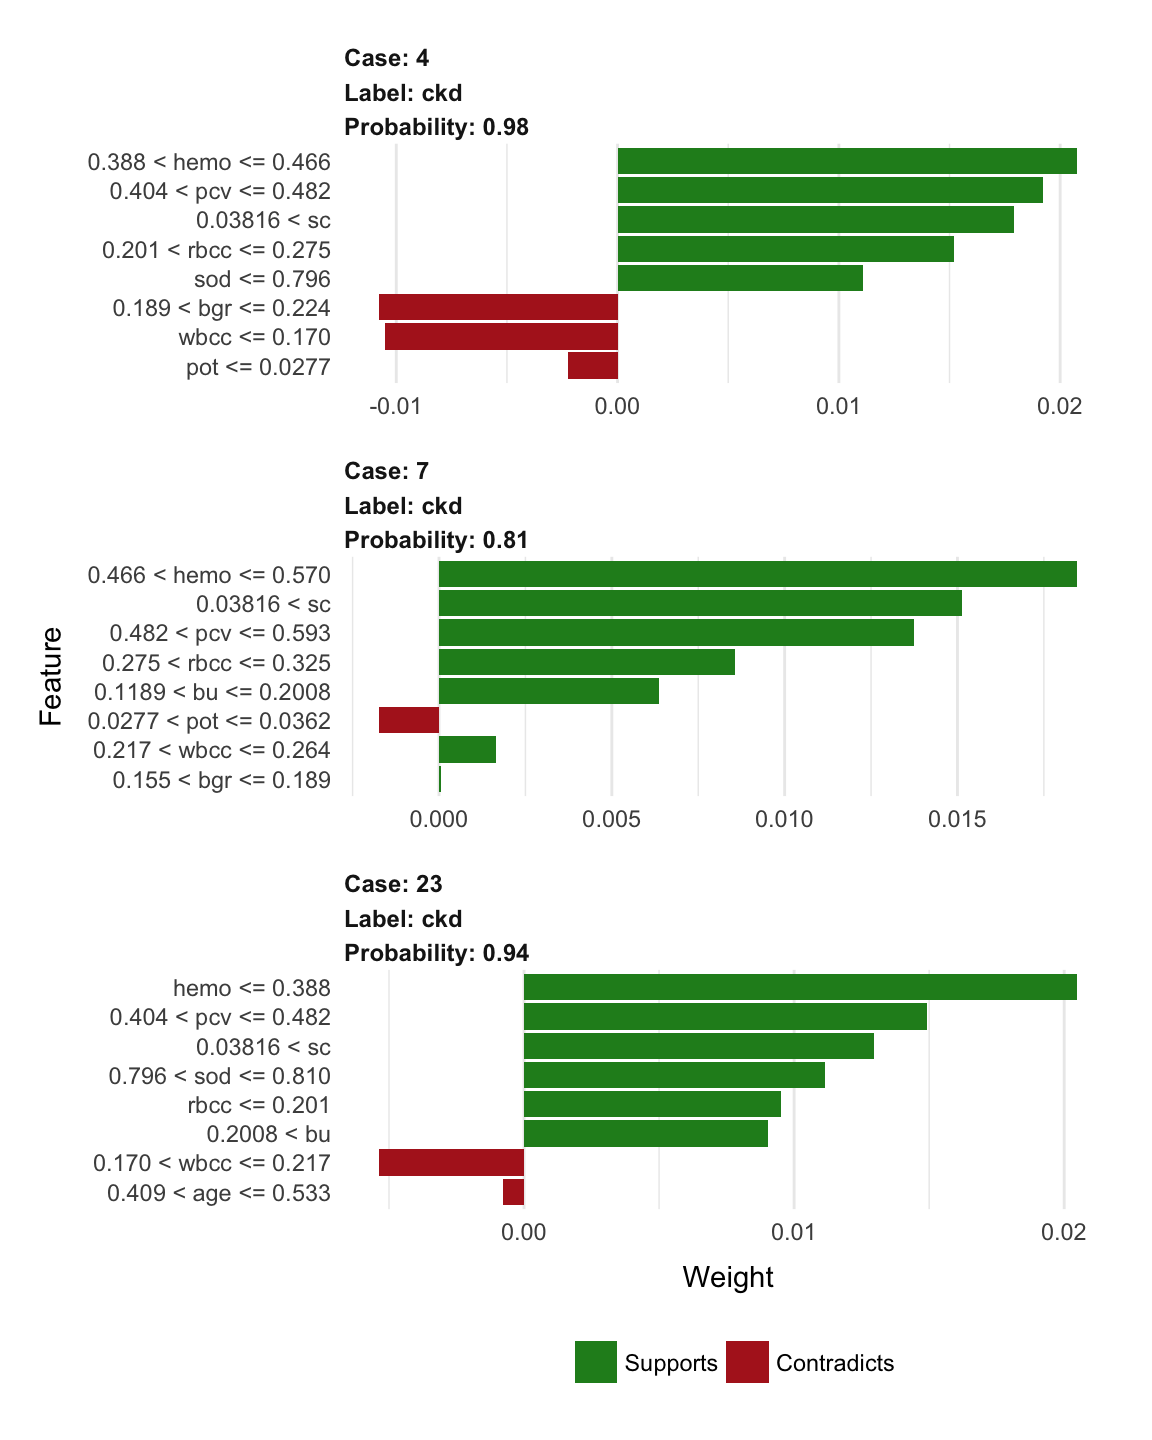 Case: 4
Label: ckd
Probability: 0.98
0.388 < hemo <= 0.466
0.404 < pcv <= 0.482
0.03816 < sc
0.201 < rbcc <= 0.275
sod <= 0.796
0.189 < bgr <= 0.224
wbcc <= 0.170
pot <= 0.0277
-0.01 0.00 0.01 0.02
Case: 7
Label: ckd
Probability: 0.81
Feature
0.466 < hemo <= 0.570
0.03816 < sc
0.482 < pcv <= 0.593
0.275 < rbcc <= 0.325
0.1189 < bu <= 0.2008
0.0277 < pot <= 0.0362
0.217 < wbcc <= 0.264
0.155 < bgr <= 0.189
0.000 0.005 0.010 0.015
Case: 23
Label: ckd
Probability: 0.94
hemo <= 0.388
0.404 < pcv <= 0.482
0.03816 < sc
0.796 < sod <= 0.810
rbcc <= 0.201
0.2008 < bu
0.170 < wbcc <= 0.217
0.409 < age <= 0.533
0.00 0.01 0.02
Weight
Supports Contradicts